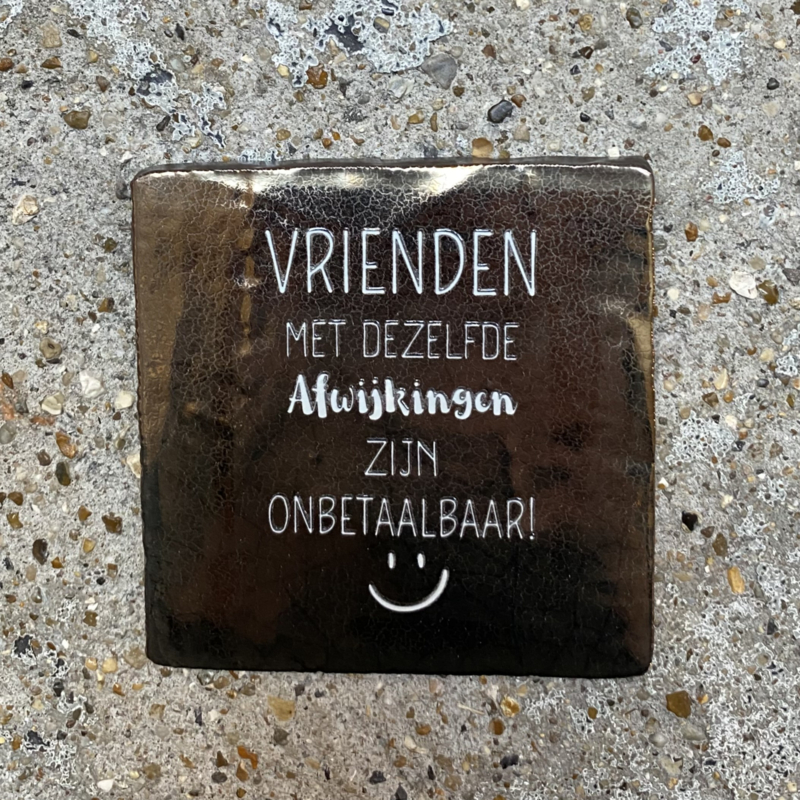 VRIENDEN
MET DEZELFDE
Afwijkingen
ZIJN
ONBETAALBAAR!